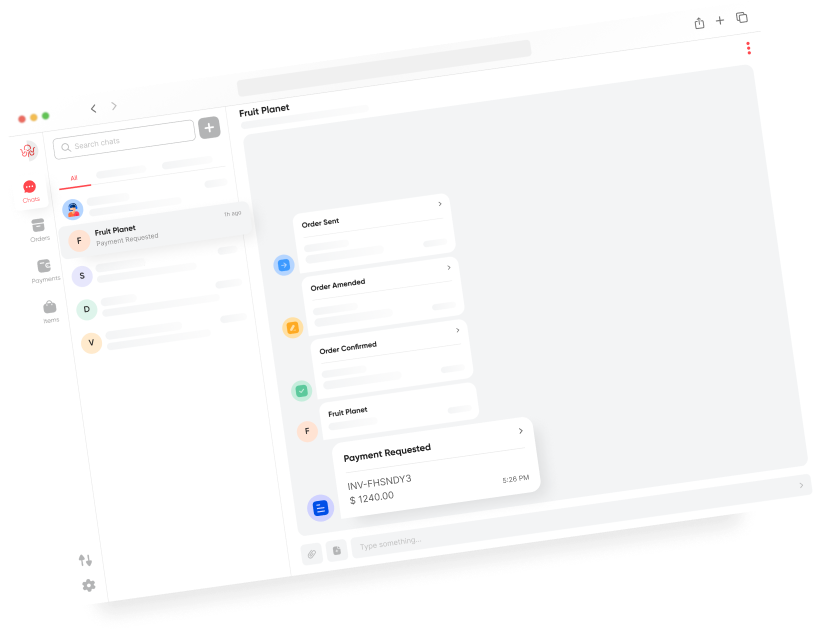 Fruit Planet
Search chats
All
Chats
Orders
Payments
Items
F
Fruit Planet
1h ago
Payment Requested
S
D
V
Order Sent
Order Amended
Order Confirmed
F
Fruit Planet
Payment Requested
INV-FHSNDY3
$ 1240.00
5:26 PM
Type something...